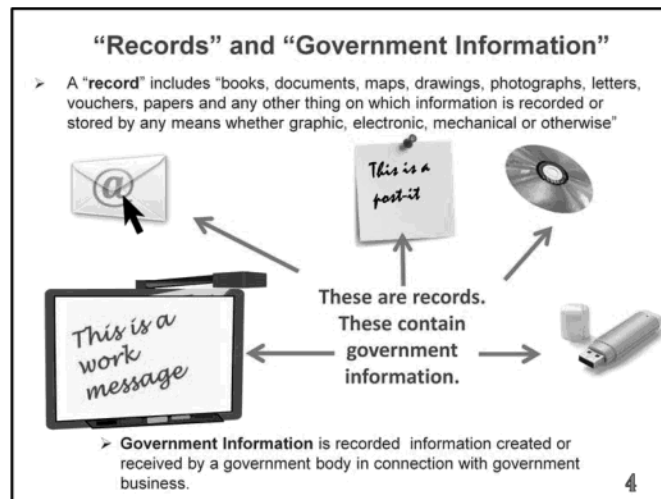 “Records” and “Government Information”
➢ A “record” includes “books, documents, maps, drawings, photographs, letters,
vouchers, papers and any other thing on which information is recorded or
stored by any means whether graphic, electronic, mechanical or otherwise”
@
This is a
post-it
This is a
work
message
These are records.
These contain
government
information.
➢ Government Information is recorded information created or
received by a government body in connection with government
business.
4